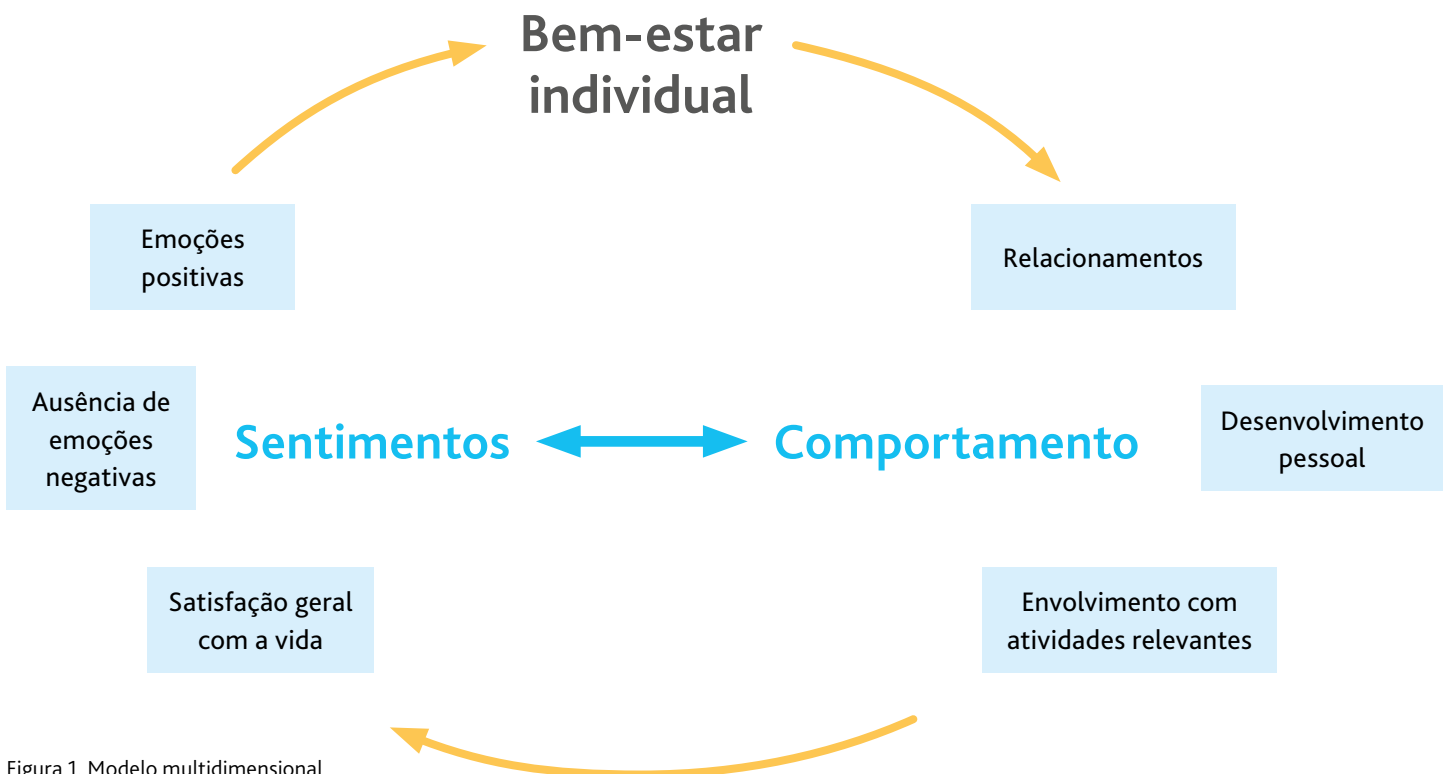 Bem-estar
individual
Emoções
positivas
Relacionamentos
Ausência de
emoções
negativas
Sentimentos
Comportamento
Desenvolvimento
pessoal
Satisfação geral
com a vida
Envolvimento com
atividades relevantes
Figura 1. Modelo multidimensional